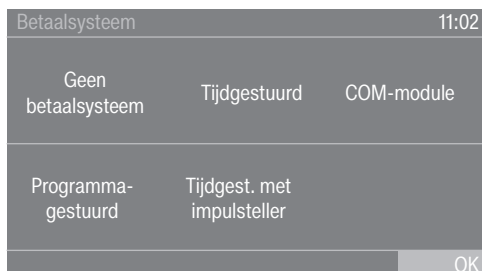 Betaalsysteem 11:02
Geen
betaalsysteem
Tijdgestuurd
COM-module
Programma-
gestuurd
Tijdgest. met
impulsteller
OK